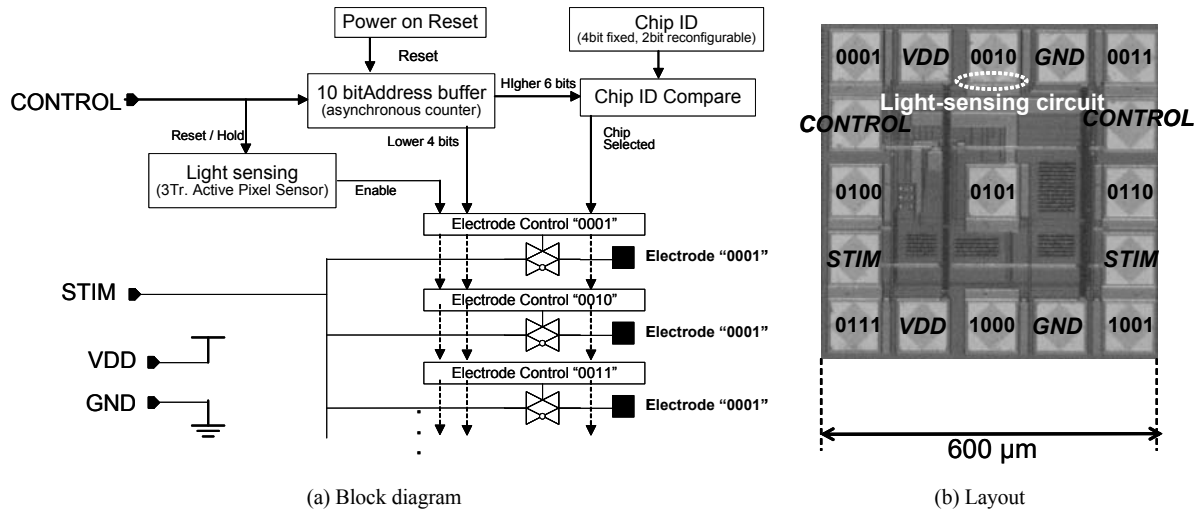 Power on Reset
Chip ID
(4bit fixed, 2bit reconfigurable)
Reset
CONTROL
10 bitAddress buffer
(asynchronous counter)
HIgher 6 bits
Chip ID Compare
Reset / Hold
Lower 4 bits
Chip
Selected
Light sensing
(3Tr. Active Pixel Sensor)
Enable
Electrode Control “0001”
Electrode “0001”
STIM
Electrode Control “0010”
Electrode “0001”
VDD
Electrode Control “0011”
GND
Electrode “0001”
(a) Block diagram
0001 VDD 0010 GND 0011
Light-sensing circuit
CONTROL CONTROL
0100 0101 0110
STIM STIM
0111 VDD 1000 GND 1001
600 µm
(b) Layout